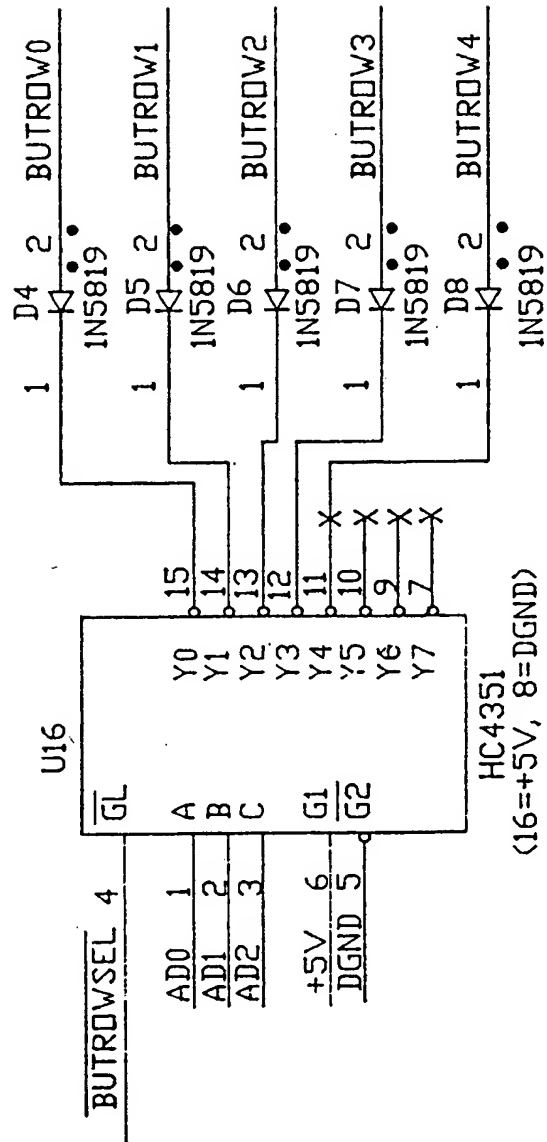 BUTROW0
BUTROW1
BUTROW2
BUTROW3
BUTROW4
D4 2
1 1N5819
D5 2
1 1N5819
D6 2
1 1N5819
D7 2
1 1N5819
D8 2
1 1N5819
U16
BUTROWSEL 4 GL
AD0 1 A
AD1 2 B
AD2 3 C
+5V 6 G1
DGND 5 G2
Y0 15
Y1 14
Y2 13
Y3 12
Y4 11
Y5 10
Y6 9
Y7 7
HC4351
(16=+5V, 8=DGND)